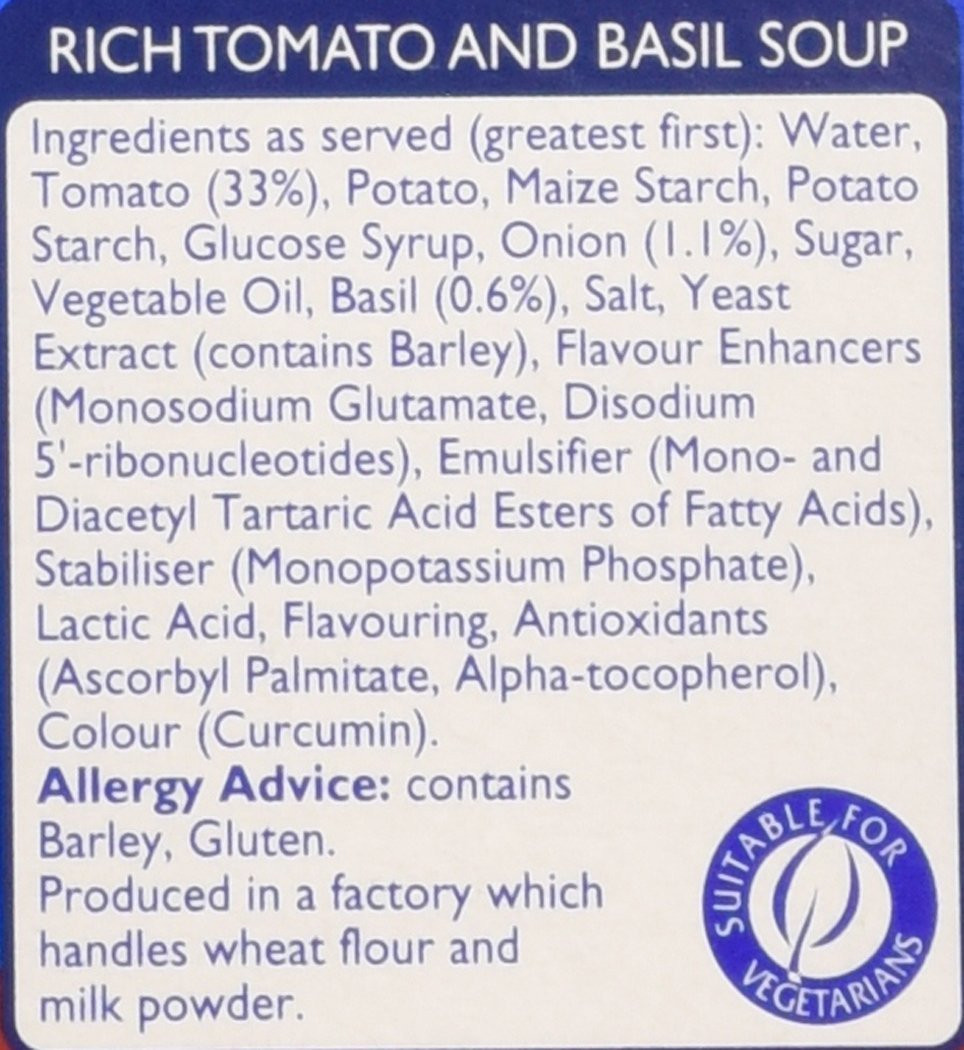 RICH TOMATO AND BASIL SOUP
Ingredients as served (greatest first): Water,
Tomato (33%), Potato, Maize Starch, Potato
Starch, Glucose Syrup, Onion (1.1%), Sugar,
Vegetable Oil, Basil (0.6%), Salt, Yeast
Extract (contains Barley), Flavour Enhancers
(Monosodium Glutamate, Disodium
5'-ribonucleotides), Emulsifier (Mono- and
Diacetyl Tartaric Acid Esters of Fatty Acids),
Stabiliser (Monopotassium Phosphate),
Lactic Acid, Flavouring, Antioxidants
(Ascorbyl Palmitate, Alpha-tocopherol),
Colour (Curcumin).
Allergy Advice: contains
Barley, Gluten.
Produced in a factory which
handles wheat flour and
milk powder.
SUITABLE FOR
VEGETARIANS